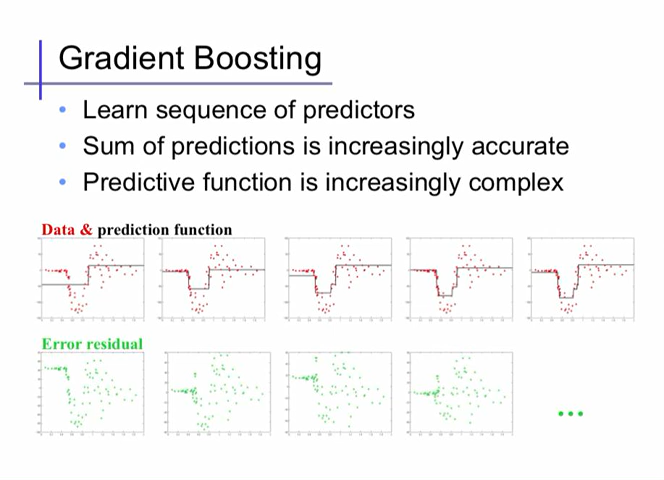 Gradient Boosting
• Learn sequence of predictors
• Sum of predictions is increasingly accurate
• Predictive function is increasingly complex
Data & prediction function
Error residual
...